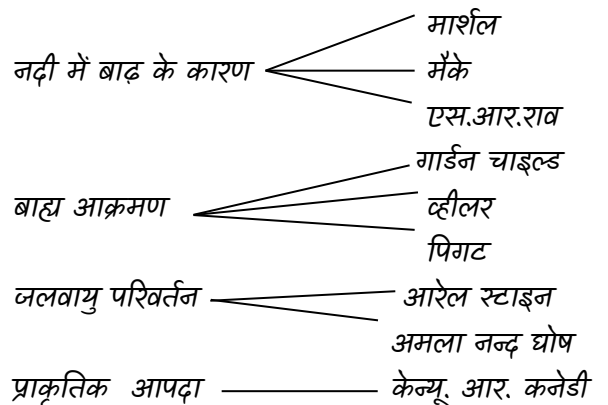 मार्शल
नदी में बाढ़ के कारण मैके
एस.आर.राव
गार्डन चाइल्ड
बाह्य आक्रमण व्हीलर
पिगट
जलवायु परिवर्तन आरेल स्टाइन
अमला नन्द घोष
प्राकृतिक आपदा केन्यू. आर. कनेडी